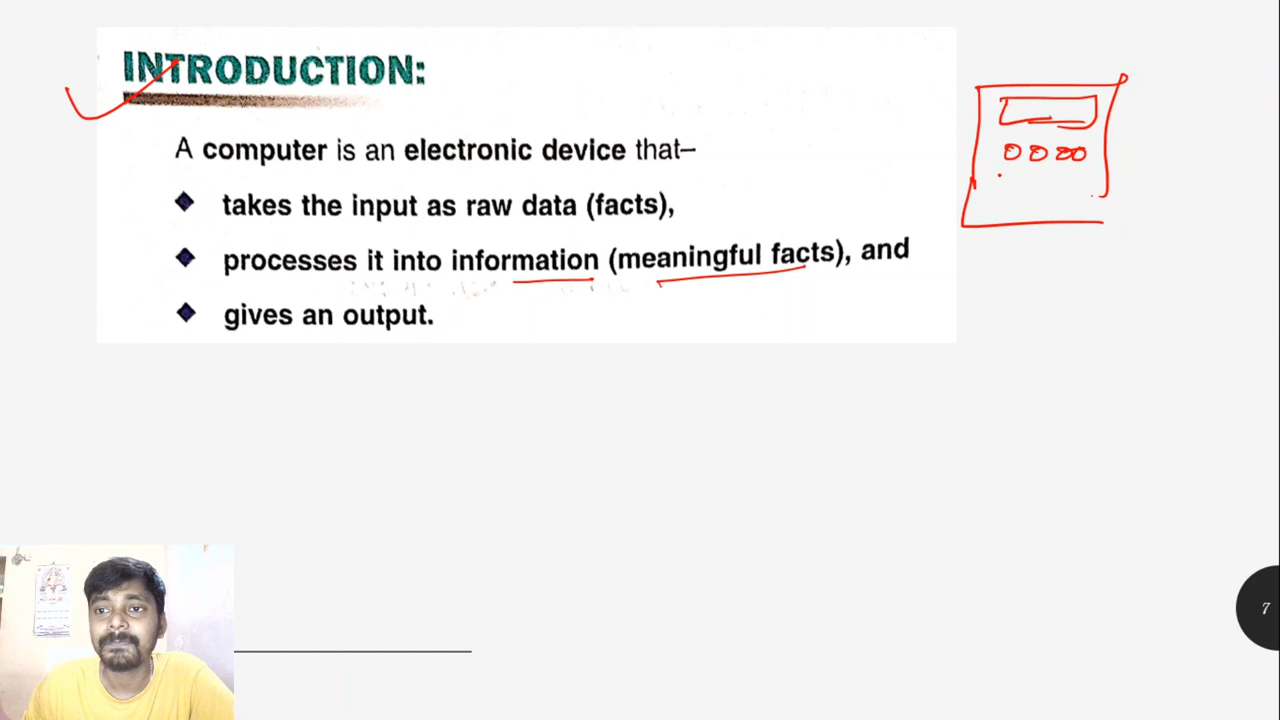 INTRODUCTION:
A computer is an electronic device that–
takes the input as raw data (facts),
processes it into information (meaningful facts), and
gives an output.
7